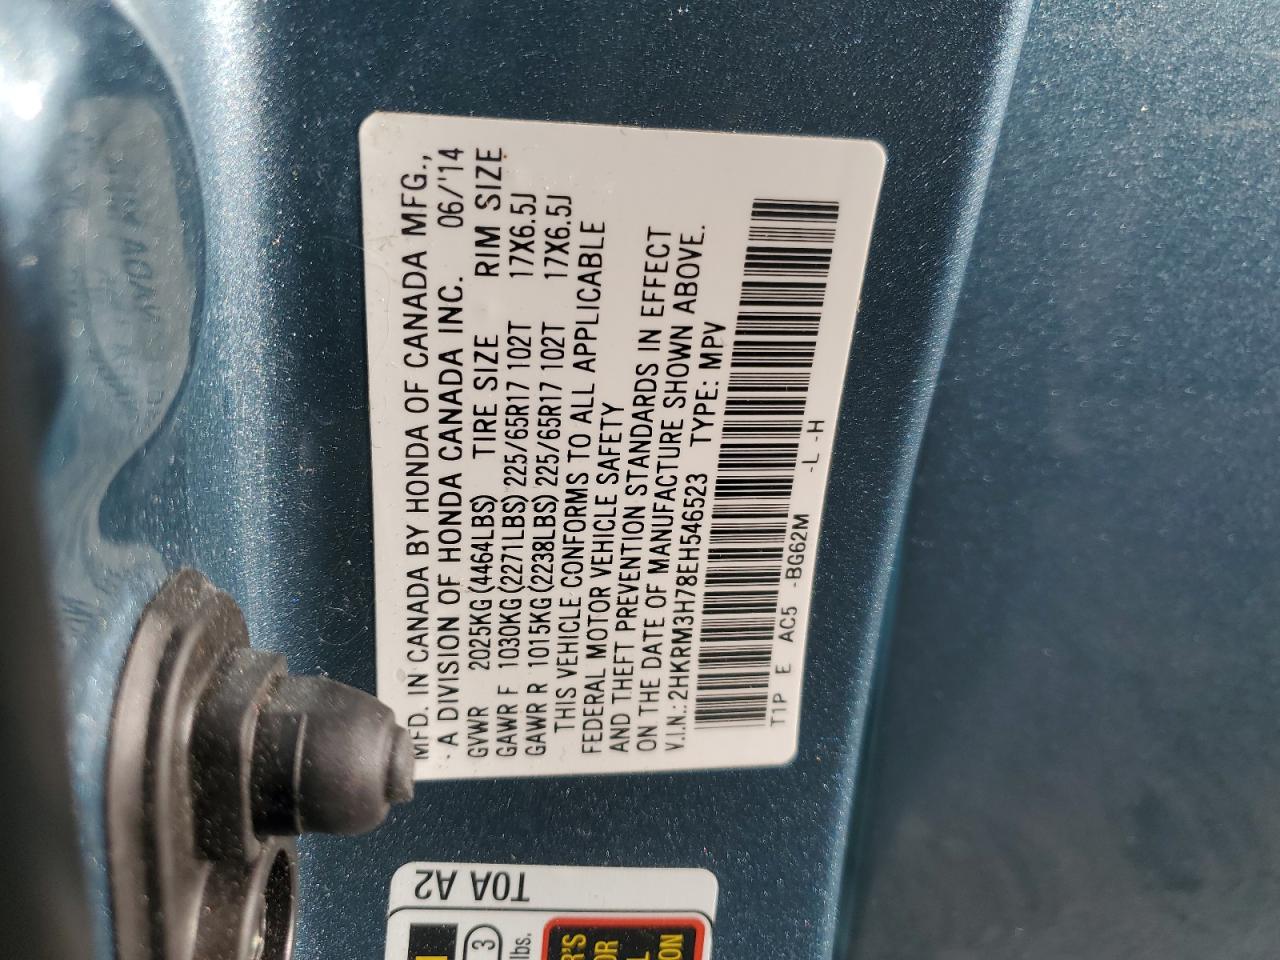 MFD. IN CANADA BY HONDA OF CANADA MFG.,
A DIVISION OF HONDA CANADA INC. 06/'14
GVWR 2025KG(4464LBS) TIRE SIZE RIM SIZE
GAWR F 1030KG(2271LBS) 225/65R17 102T 17X6.5J
GAWR R 1015KG(2238LBS) 225/65R17 102T 17X6.5J
THIS VEHICLE CONFORMS TO ALL APPLICABLE
FEDERAL MOTOR VEHICLE SAFETY
AND THEFT PREVENTION STANDARDS IN EFFECT
ON THE DATE OF MANUFACTURE SHOWN ABOVE.
V.I.N.: 2HKRM3H78EH546523 TYPE: MPV
T1P E AC5 -BG62M -L -H
T0A A2
3
lbs.